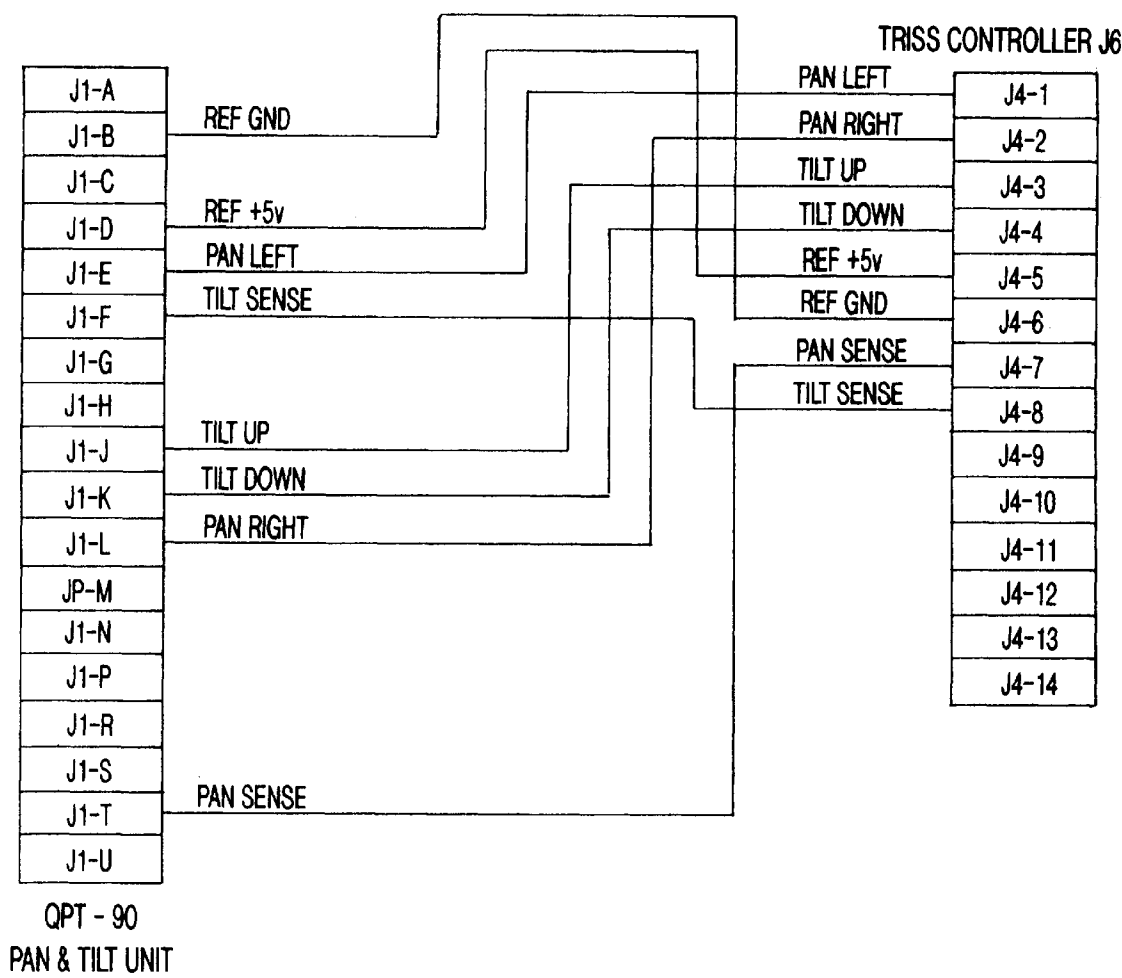 TRISS CONTROLLER J6
J1-A
J1-B
J1-C
J1-D
J1-E
J1-F
J1-G
J1-H
J1-J
J1-K
J1-L
JP-M
J1-N
J1-P
J1-R
J1-S
J1-T
J1-U
QPT - 90
PAN & TILT UNIT
REF GND
REF +5v
PAN LEFT
TILT SENSE
TILT UP
TILT DOWN
PAN RIGHT
PAN SENSE
PAN LEFT
PAN RIGHT
TILT UP
TILT DOWN
REF +5v
REF GND
PAN SENSE
TILT SENSE
J4-1
J4-2
J4-3
J4-4
J4-5
J4-6
J4-7
J4-8
J4-9
J4-10
J4-11
J4-12
J4-13
J4-14